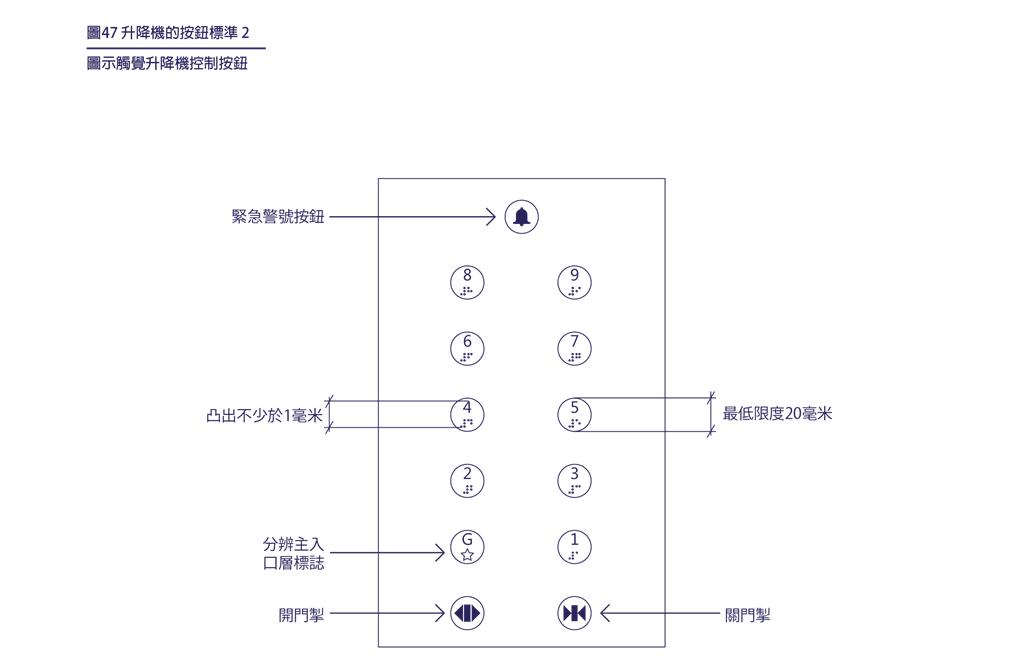 圖47 升降機的按鈕標準 2
圖示觸覺升降機控制按鈕
緊急警號按鈕
8
9
6
7
凸出不少於1毫米
4
5
最低限度20毫米
2
3
分辨主入
口層標誌
G
1
開門掣
關門掣